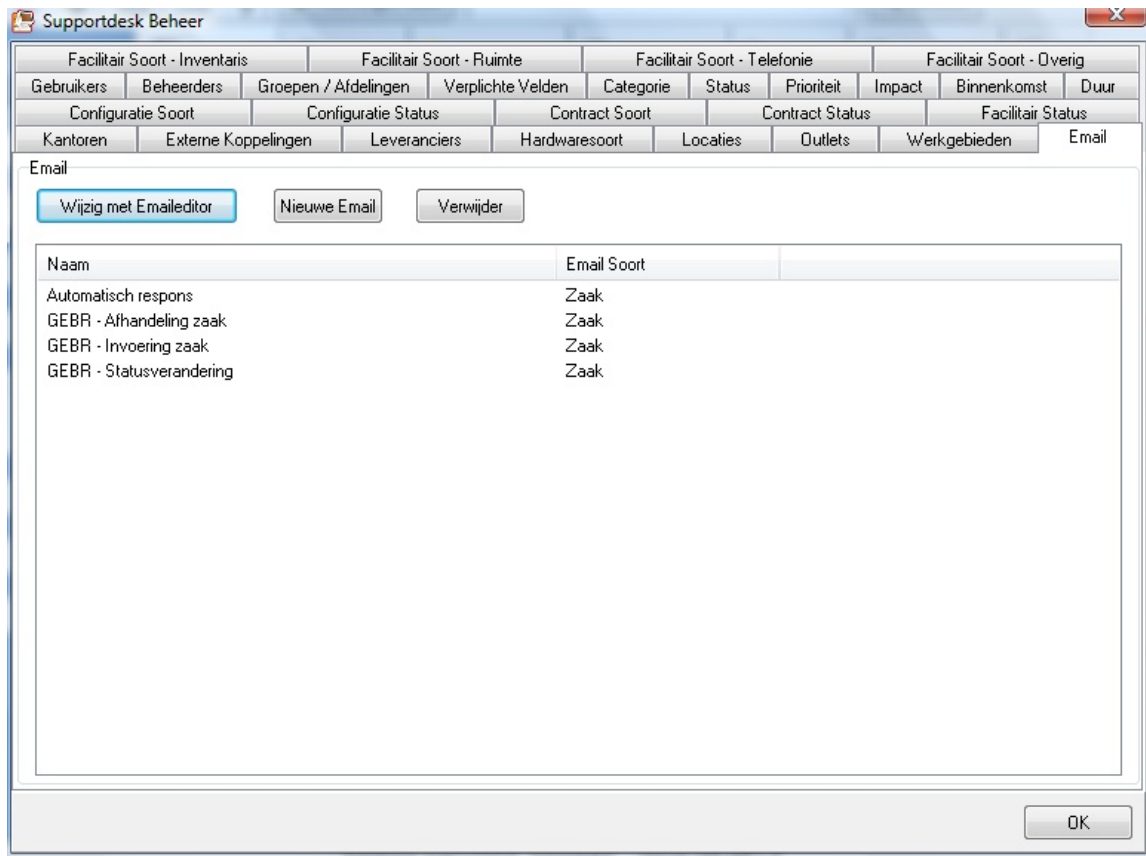 Supportdesk Beheer
Facilitair Soort - Inventaris Facilitair Soort - Ruimte Facilitair Soort - Telefonie Facilitair Soort - Overig
Gebruikers Beheerders Groepen / Afdelingen Verplichte Velden Categorie Status Prioriteit Impact Binnenkomst Duur
Configuratie Soort Configuratie Status Contract Soort Contract Status Facilitair Status
Kantoren Externe Koppelingen Leveranciers Hardwaresoort Locaties Outlets Werkgebieden Email
Email
Wijzig met Emaileditor Nieuwe Email Verwijder
Naam Email Soort
Automatisch respons Zaak
GEBR - Afhandeling zaak Zaak
GEBR - Invoering zaak Zaak
GEBR - Statusverandering Zaak
OK